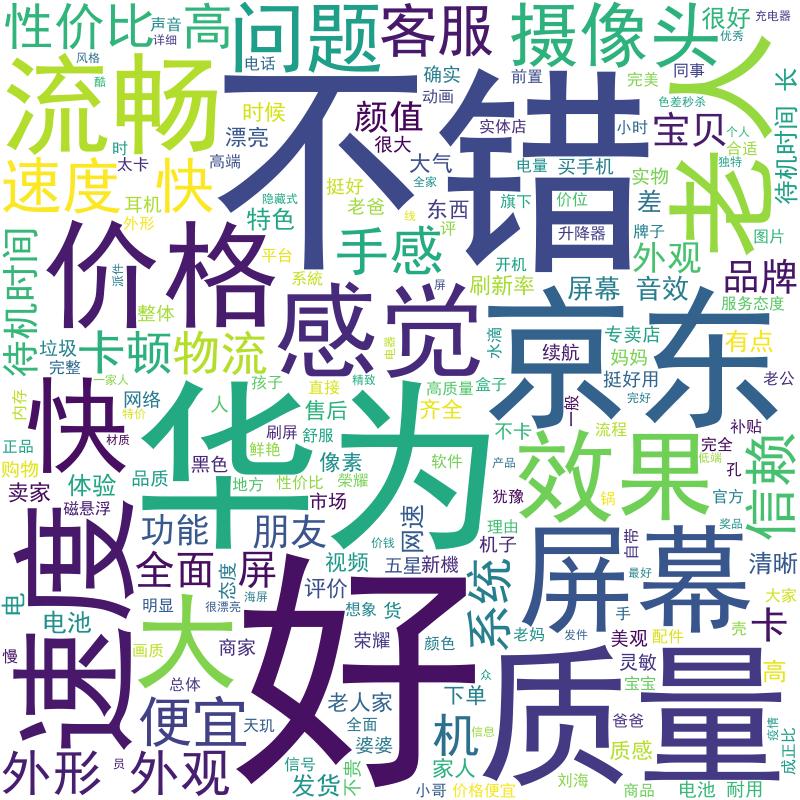 性价比
声音
详细
高
问题
客服
摄像头
很好
充电器
优秀
风格
酷
电话
流畅
不错
确实
动画
前置
完美
同事
色差秒杀
老人
长
待机时间
时候
漂亮
颜值
很大
实体店
小时
宝贝
个人
合适
时
太卡
高端
大气
电量
买手机
独特
速度
快
耳机
外形
隐藏式
特色
挺好
老爸
全家
东西
旗下
价位
实物
差
线
评
升降器
牌子
图片
待机时间
价格
手感
外观
平台
系统
开机
刷新率
屏幕
音效
品牌
派件
屏
服务态度
整体
感觉
京东
垃圾
完整
卡顿
物流
电器
水滴
续航
专卖店
妈妈
有点
一家人
精致
挺好用
老公
快
内存
网络
特价
材质
人
孩子
直接
售后
高质量
盒子
齐全
一般
完好
刷屏
舒服
华为
不卡
流程
补贴
完全
低端
正品
购物
卖家
体验
品质
黑色
鲜艳
像素
软件
产品
效果
孔
信赖
地方
性价比
荣耀
犹豫
锅
官方
磁悬浮
市场
速度
功能
朋友
网速
理由
机子
自带
奖品
全面
屏
视频
价钱
五星
新機
屏幕
清晰
态度
评价
系统
最好
电
电池
明显
很漂亮
海屏
想象
货
手
大家
卡
慢
画质
大
商家
好
荣耀
颜色
老妈
发件
美观
配件
壳
总体
灵敏
高
众
质量
宝宝
便宜
天玑
老人家
全面
下单
婆婆
机
爸爸
疫情
成正比
信号
家人
信息
质感
外形
员
外观
发货
不贵
小哥
价格便宜
刘海
商品
电池
耐用